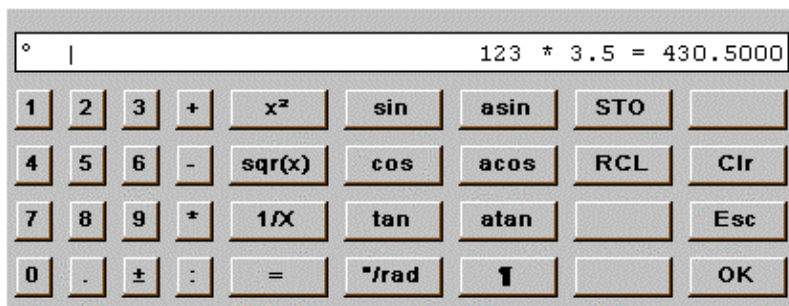 ° | 123 * 3.5 = 430.5000
1 2 3 + x² sin asin STO
4 5 6 - sqr(x) cos acos RCL Clr
7 8 9 * 1/X tan atan Esc
0 . ± : = "/rad ¶ OK